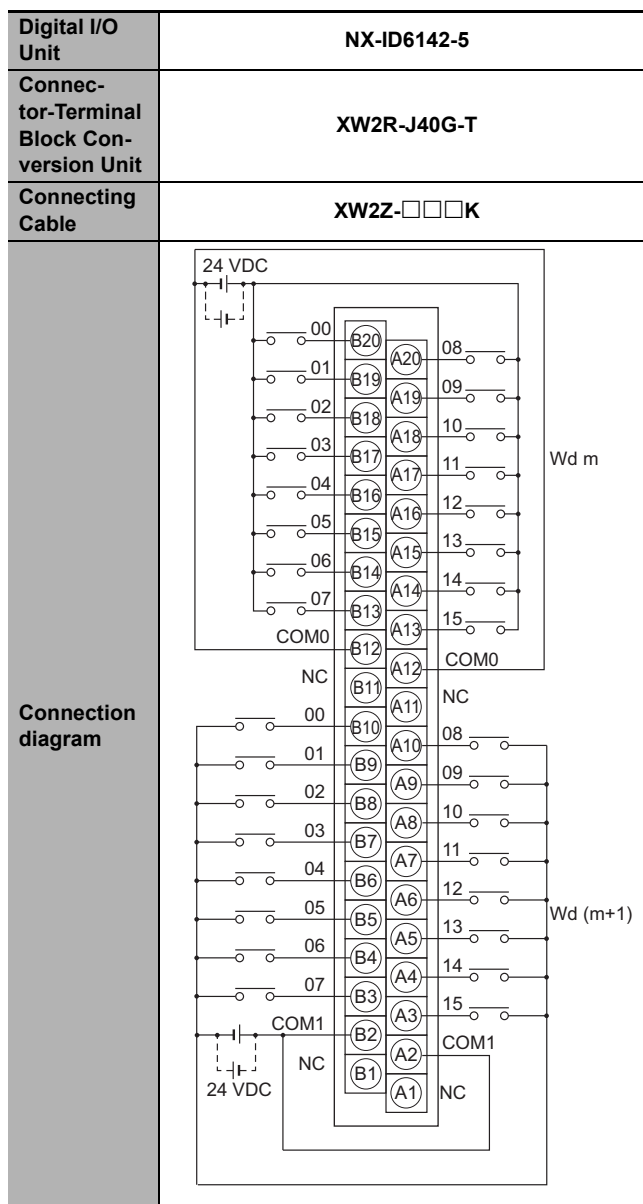 Digital I/O
Unit
NX-ID6142-5
Connec-
tor-Terminal
Block Con-
version Unit
XW2R-J40G-T
Connecting
Cable
XW2Z-□□□K
Connection
diagram
24 VDC
00 B20
A20 08
01 B19
A19 09
02 B18
A18 10
03 B17
A17 11
04 B16
A16 12
05 B15
A15 13
06 B14
A14 14
07 B13
A13 15
Wd m
COM0 B12
A12 COM0
NC B11
A11 NC
00 B10
A10 08
01 B9
A9 09
02 B8
A8 10
03 B7
A7 11
04 B6
A6 12
05 B5
A5 13
06 B4
A4 14
07 B3
A3 15
Wd (m+1)
COM1 B2
A2 COM1
NC B1
A1 NC
24 VDC